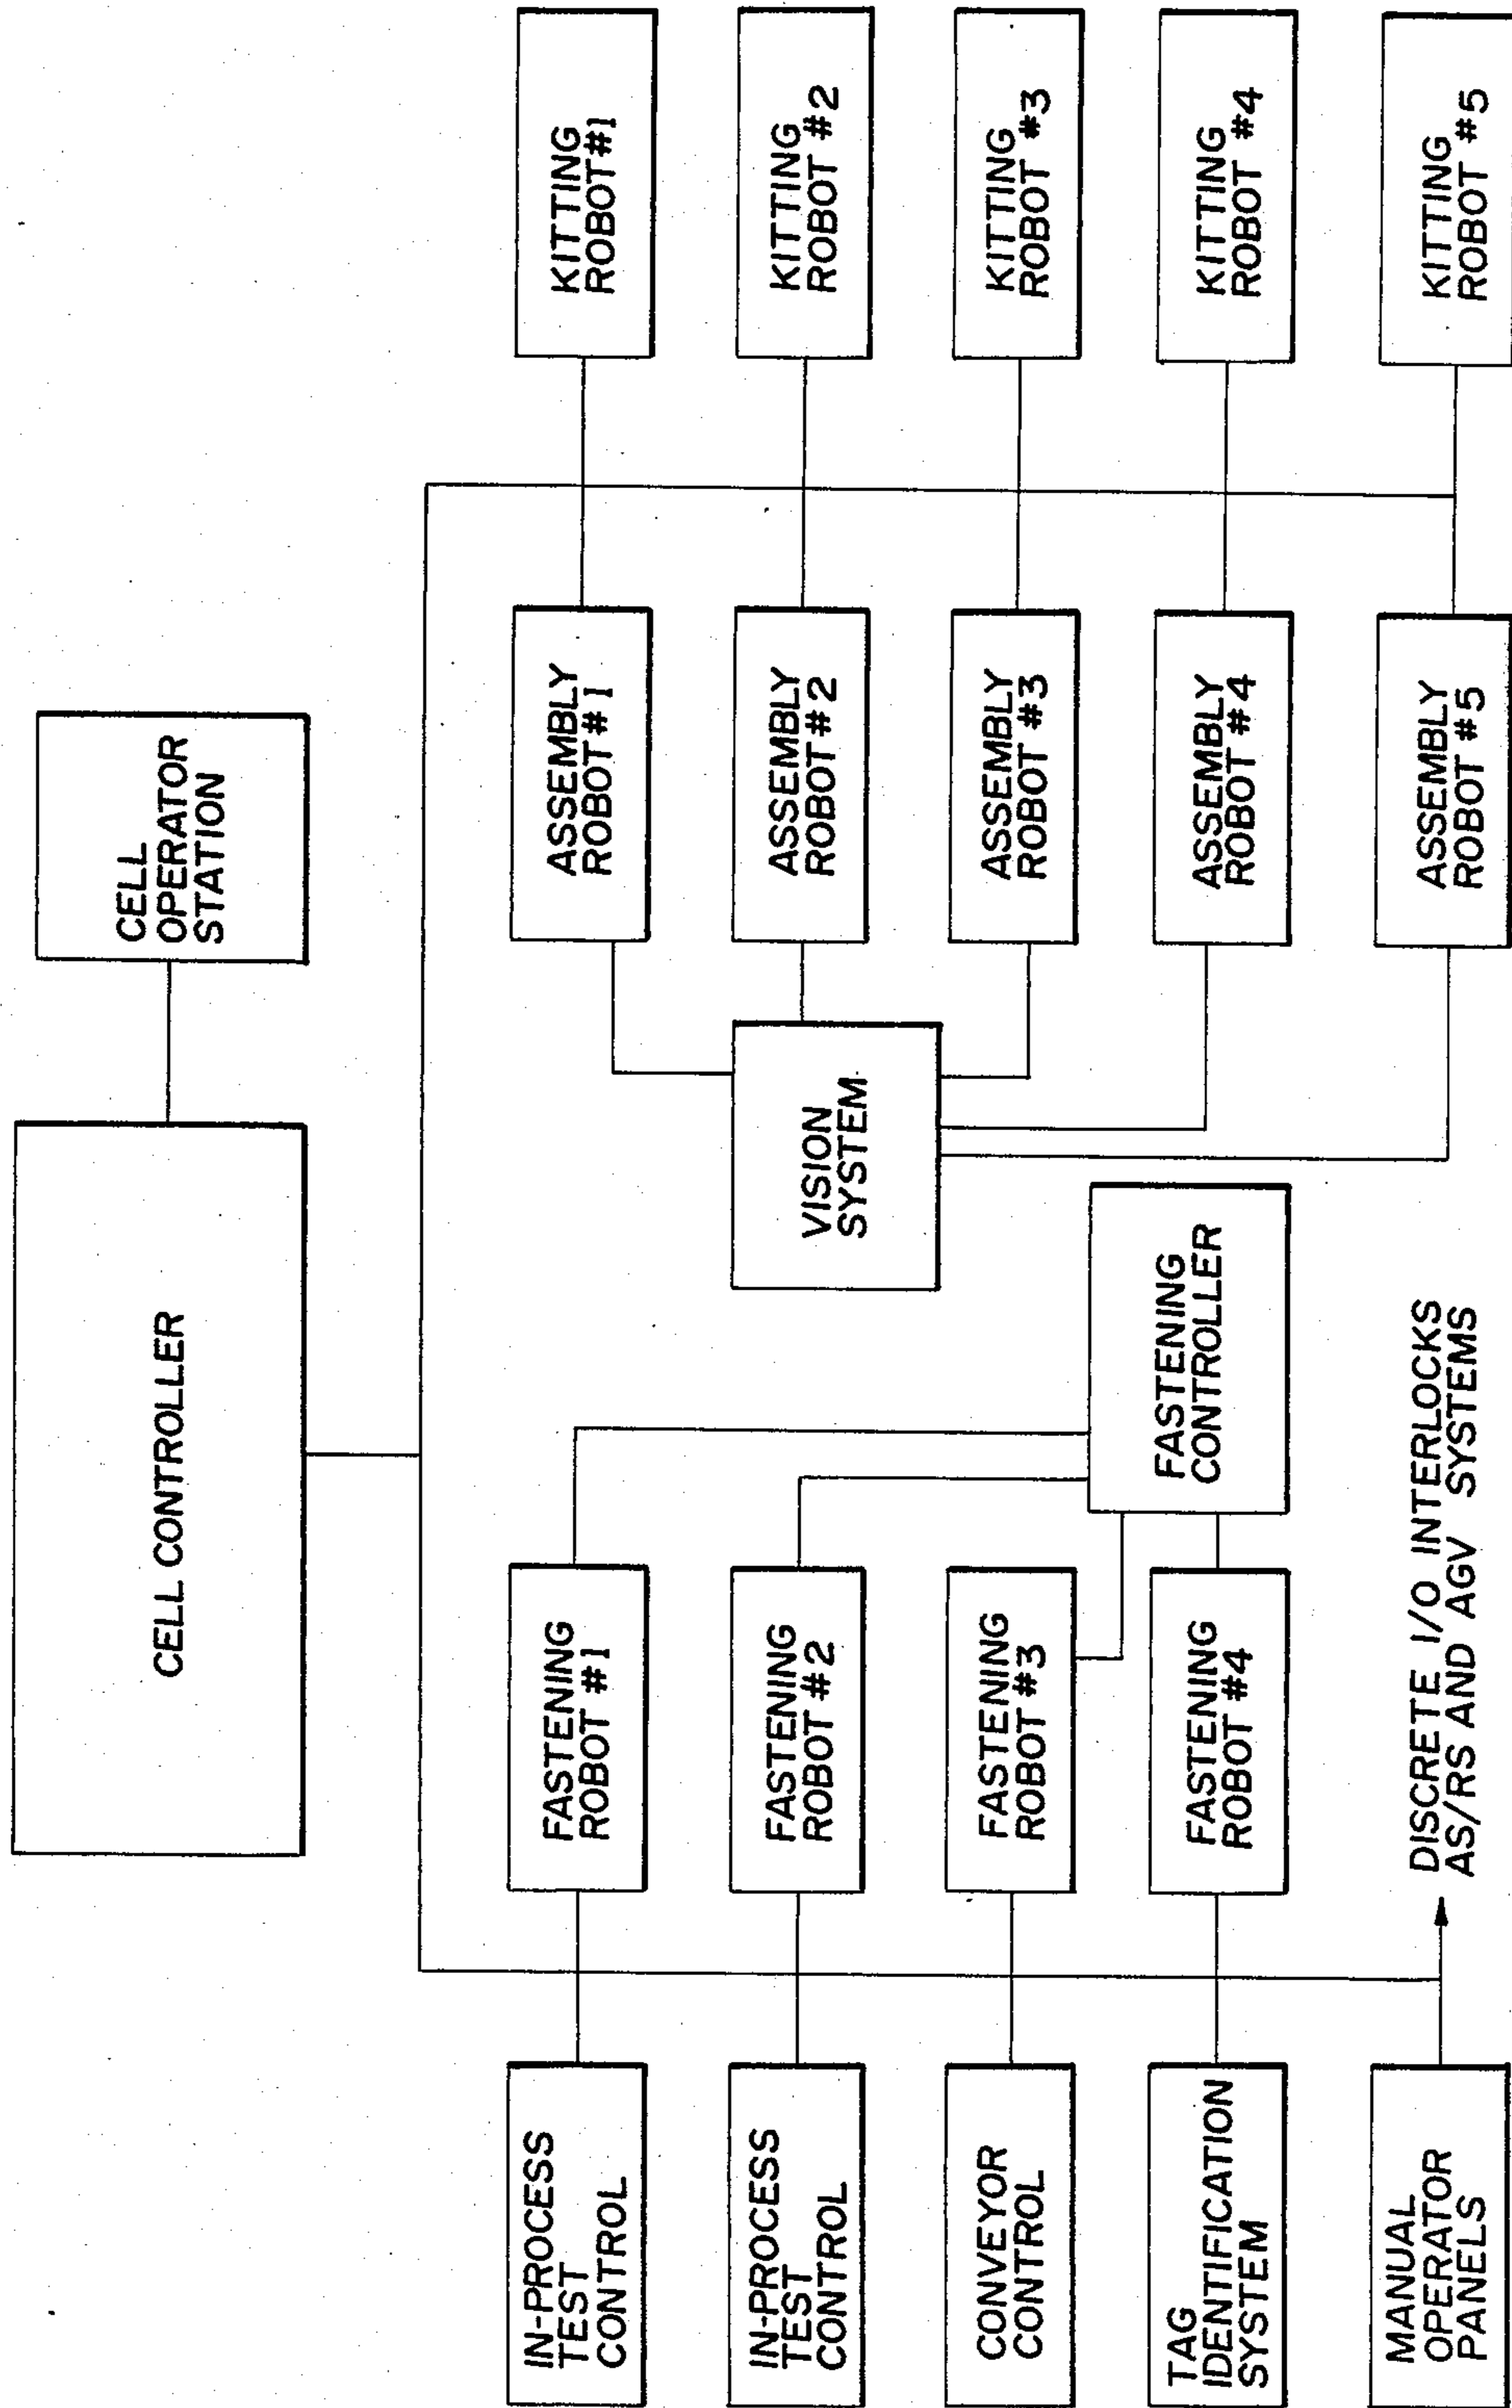 CELL CONTROLLER
CELL
OPERATOR
STATION
IN-PROCESS
TEST
CONTROL
FASTENING
ROBOT #1
ASSEMBLY
ROBOT #1
KITTING
ROBOT #1
IN-PROCESS
TEST
CONTROL
FASTENING
ROBOT #2
VISION
SYSTEM
ASSEMBLY
ROBOT #2
KITTING
ROBOT #2
CONVEYOR
CONTROL
FASTENING
ROBOT #3
ASSEMBLY
ROBOT #3
KITTING
ROBOT #3
TAG
IDENTIFICATION
SYSTEM
FASTENING
ROBOT #4
FASTENING
CONTROLLER
ASSEMBLY
ROBOT #4
KITTING
ROBOT #4
MANUAL
OPERATOR
PANELS
DISCRETE I/O INTERLOCKS
AS/RS AND AGV SYSTEMS
ASSEMBLY
ROBOT #5
KITTING
ROBOT #5